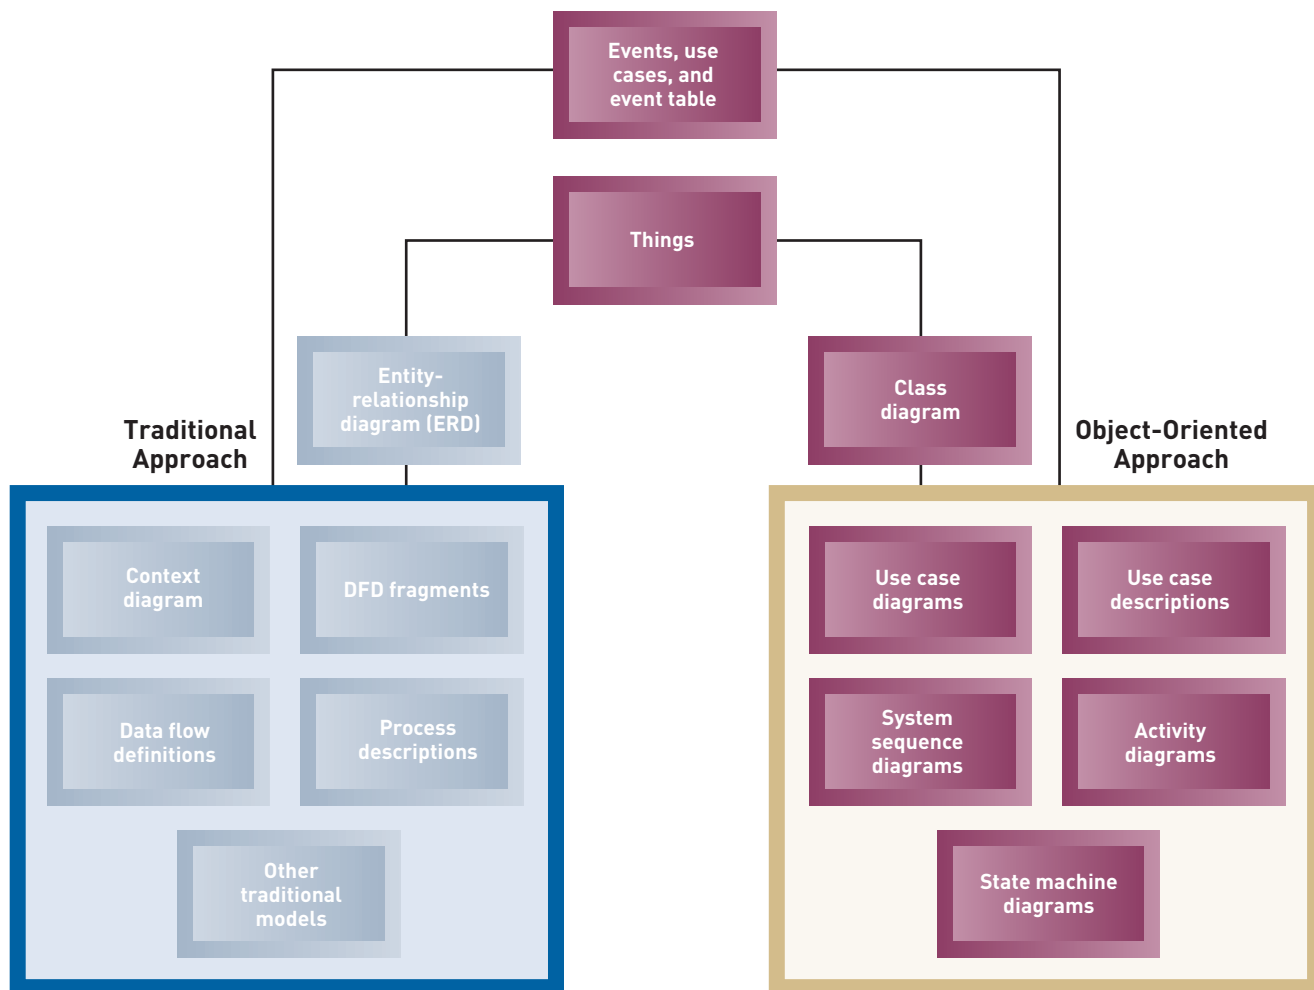 Events, use
cases, and
event table
Things
Entity-
relationship
diagram (ERD)
Class
diagram
Traditional
Approach
Object-Oriented
Approach
Context
diagram
DFD fragments
Use case
diagrams
Use case
descriptions
Data flow
definitions
Process
descriptions
System
sequence
diagrams
Activity
diagrams
Other
traditional
models
State machine
diagrams